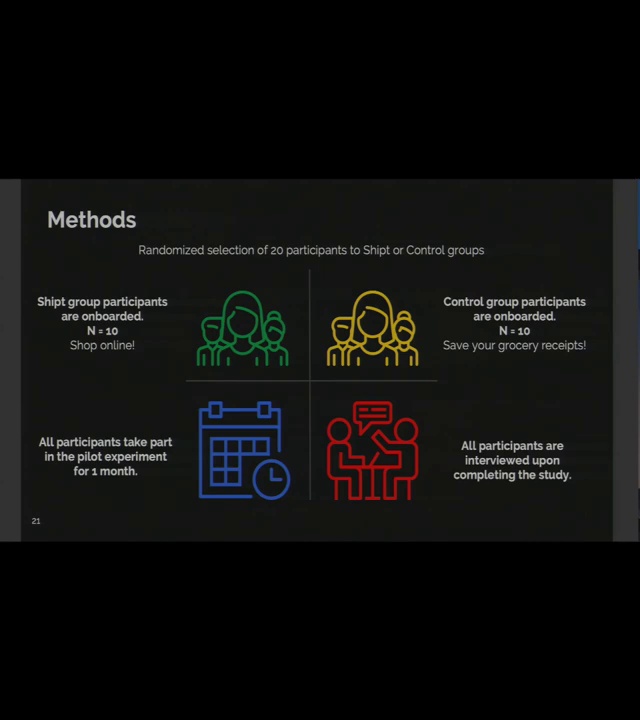 Methods
Randomized selection of 20 participants to Shipt or Control groups
Shipt group participants
are onboarded.
N = 10
Shop online!
Control group participants
are onboarded.
N = 10
Save your grocery receipts!
All participants take part
in the pilot experiment
for 1 month.
All participants are
interviewed upon
completing the study.
21